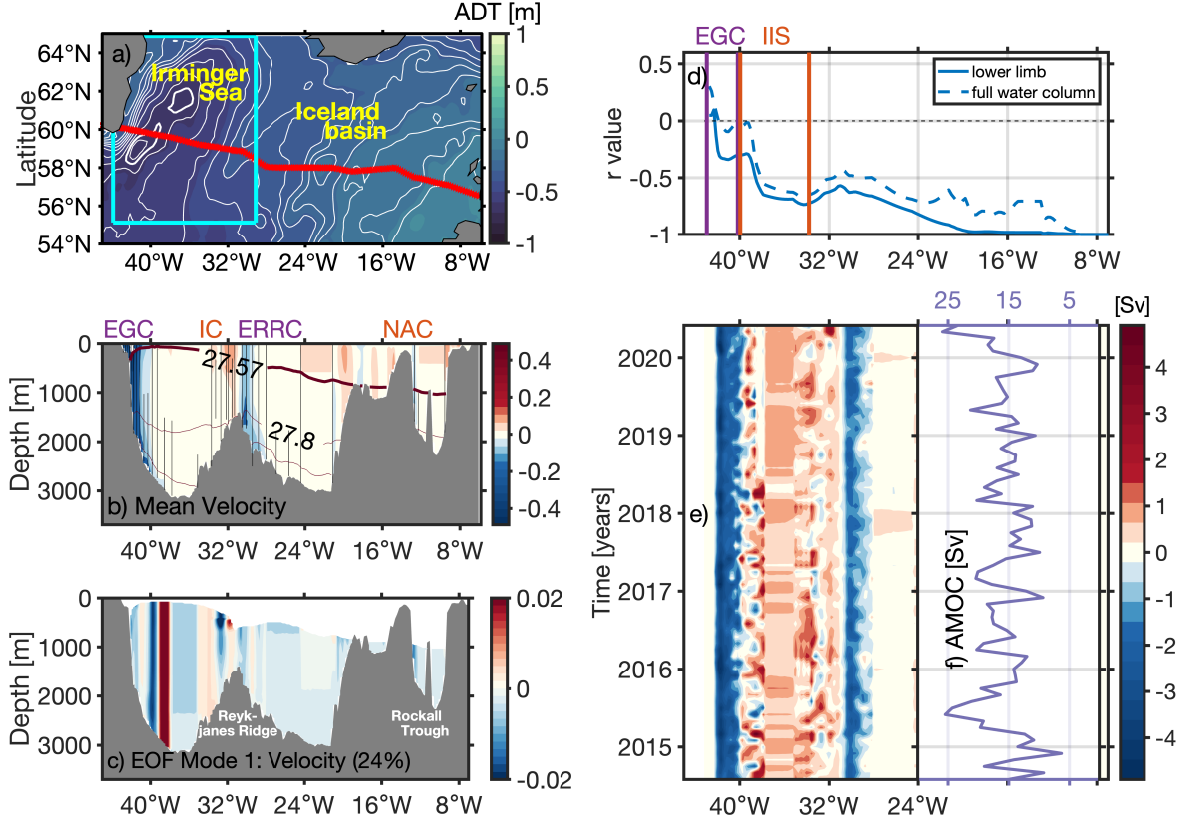 ADT [m]
a)
64°N
62°N
60°N
58°N
56°N
54°N
Latitude
Irminger
Sea
Iceland
basin
40°W 32°W 24°W 16°W 8°W
1
0.5
0
-0.5
-1
EGC IC ERRC NAC
0
1000
2000
3000
Depth [m]
27.57
27.8
b) Mean Velocity
40°W 32°W 24°W 16°W 8°W
0.4
0.2
0
-0.2
-0.4
0
1000
2000
3000
Depth [m]
Reyk-
janes Ridge
Rockall
Trough
c) EOF Mode 1: Velocity (24%)
40°W 32°W 24°W 16°W 8°W
0.02
0
-0.02
EGC IIS
d)
0.5
0
-0.5
-1
r value
lower limb
full water column
40°W 32°W 24°W 16°W 8°W
25 15 5
[Sv]
2020
2019
2018
2017
2016
2015
Time [years]
e)
f) AMOC [Sv]
40°W 32°W 24°W
4
3
2
1
0
-1
-2
-3
-4